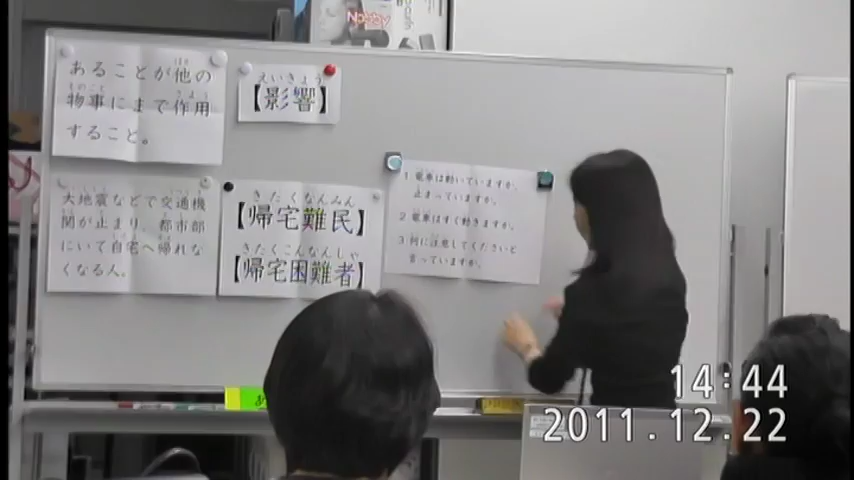 あることが他の
物事にまで作用
すること。
えいきょう
【影響】
大地震などで交通機
関が止まり、都市部
にいて自宅へ帰れな
くなる人。
きたくなんみん
【帰宅難民】
きたくこんなんしゃ
【帰宅困難者】
1 電車は動いていますか。
止まっていますか。
2 電車はすぐ動きますか。
3 何に注意してくださいと
言っていますか。
14:44
2011.12.22